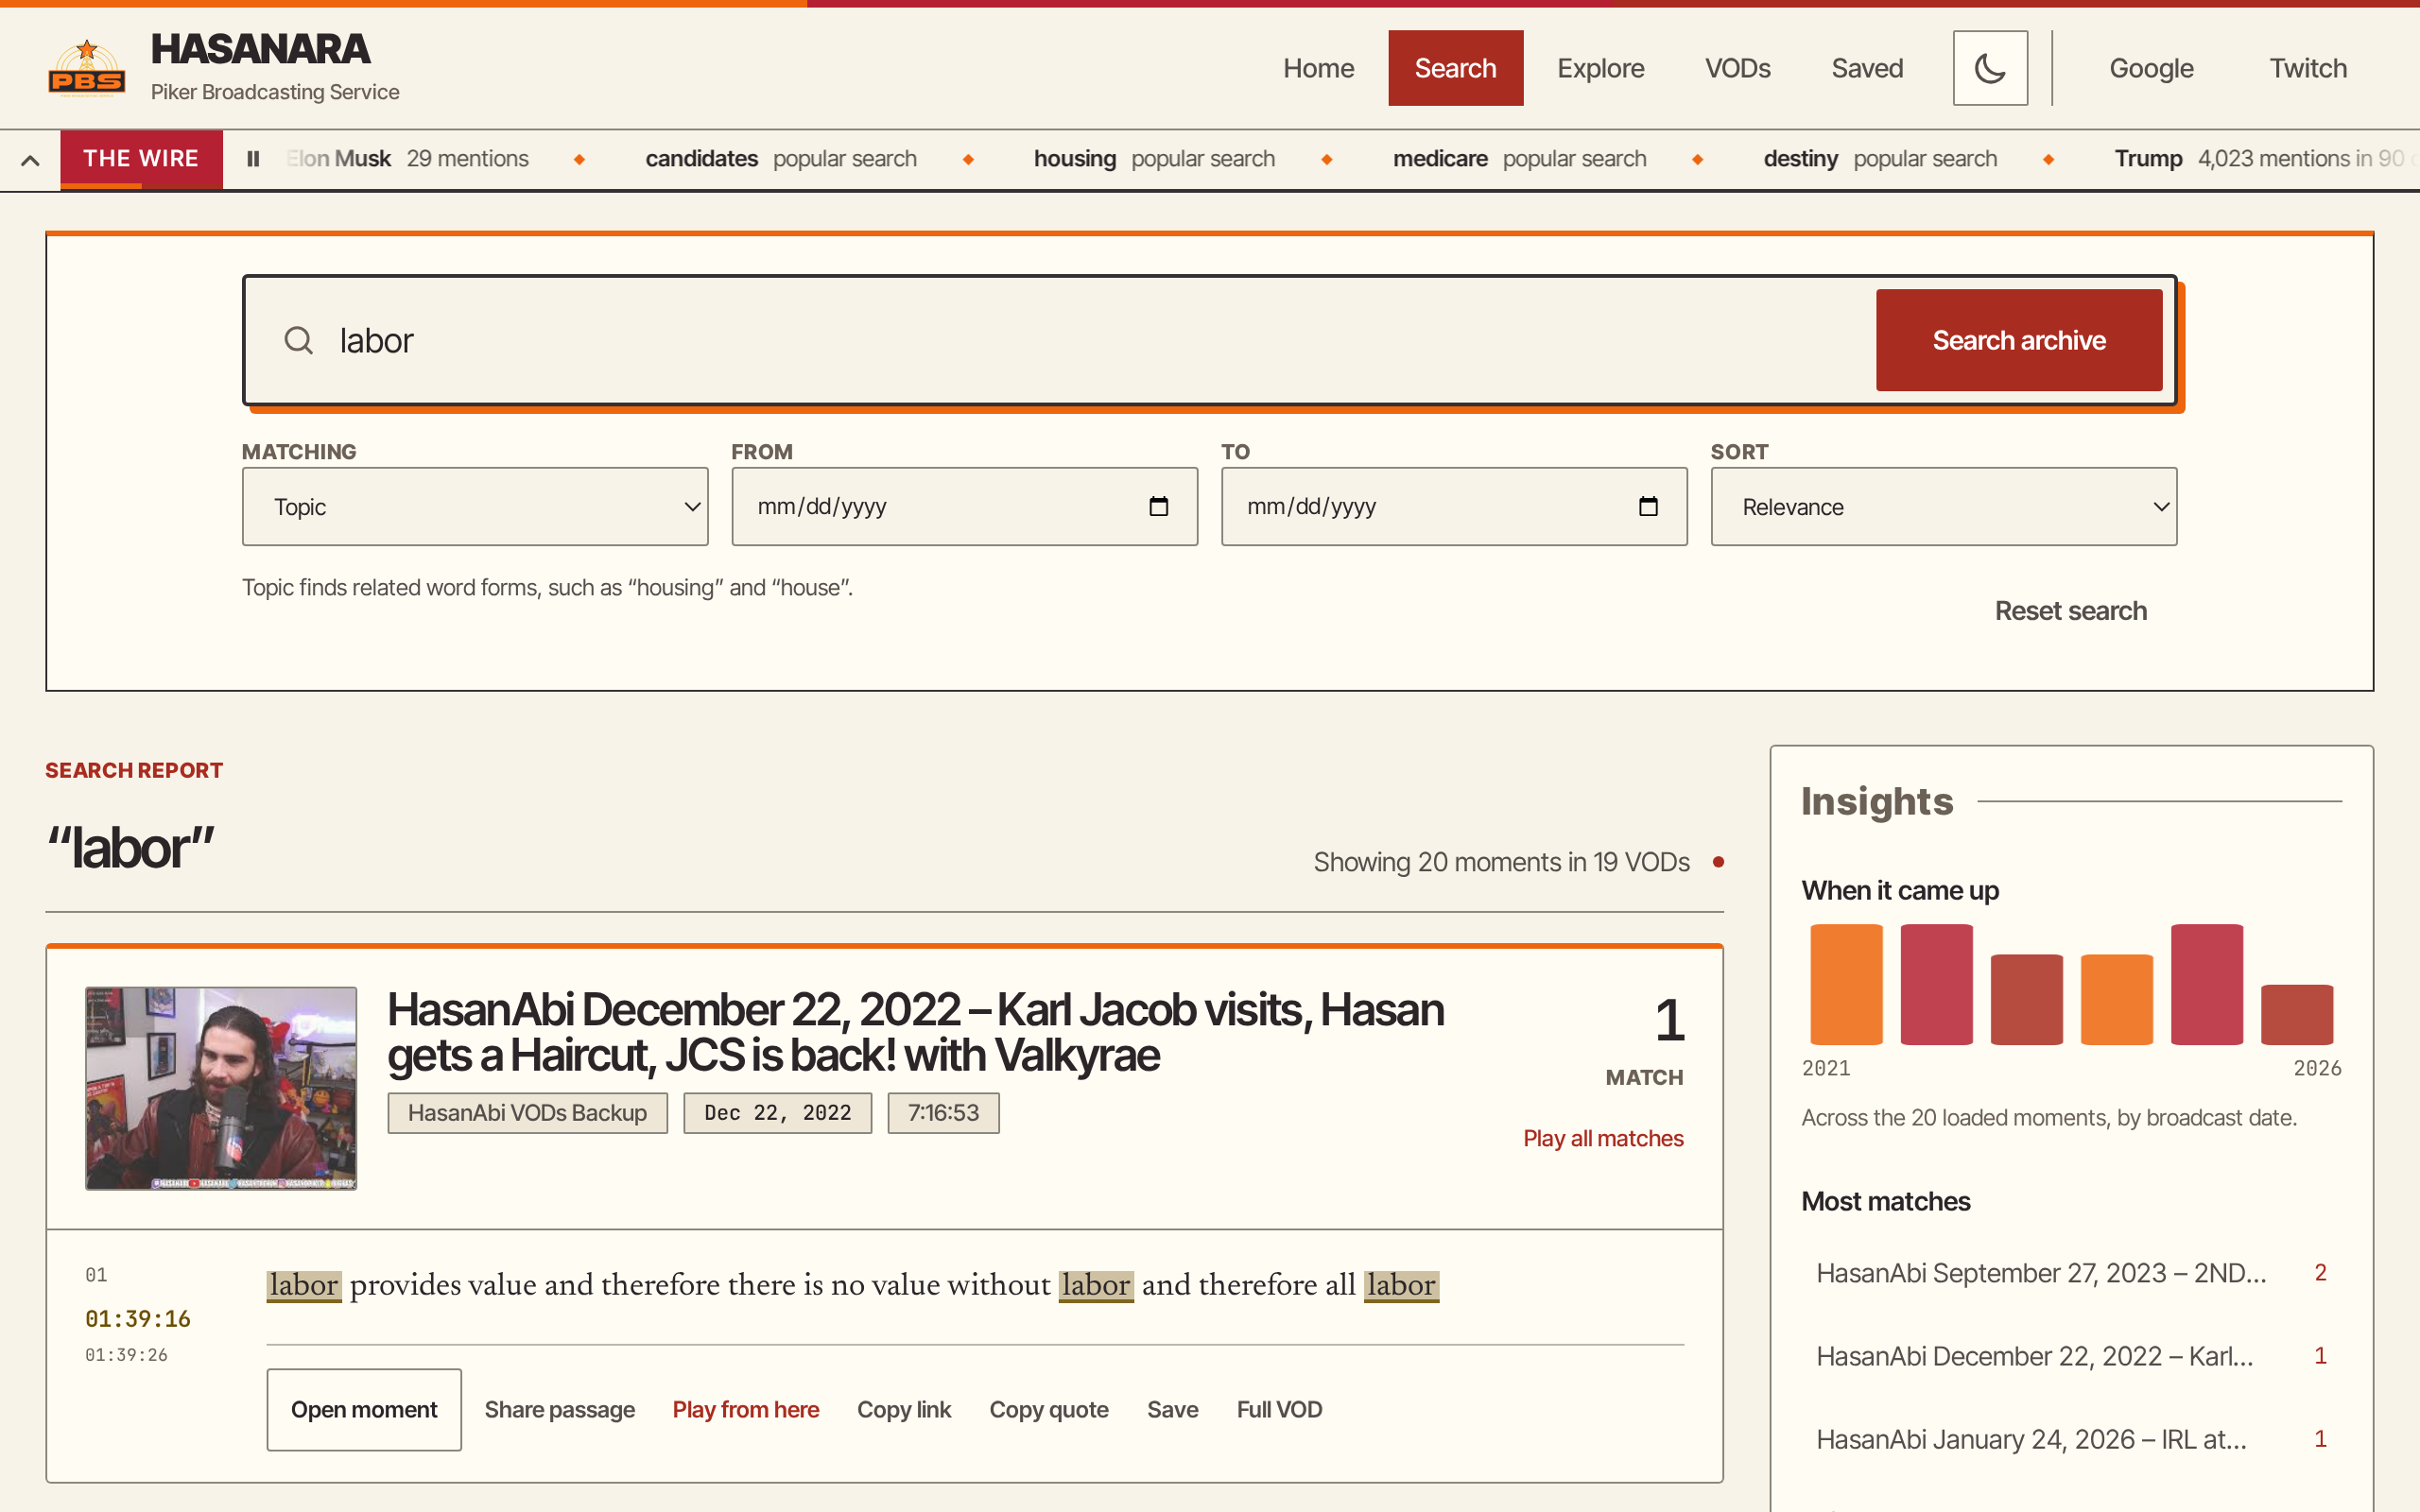 PBS
HASANARA
Piker Broadcasting Service
Home
Search
Explore
VODs
Saved
Google
Twitch
THE WIRE
Elon Musk 29 mentions
candidates popular search
housing popular search
medicare popular search
destiny popular search
Trump 4,023 mentions in 90
labor
Search archive
MATCHING
FROM
TO
SORT
Topic
mm/dd/yyyy
mm/dd/yyyy
Relevance
Topic finds related word forms, such as “housing” and “house”.
Reset search
SEARCH REPORT
“labor”
Showing 20 moments in 19 VODs
HasanAbi December 22, 2022 – Karl Jacob visits, Hasan
gets a Haircut, JCS is back! with Valkyrae
HasanAbi VODs Backup
Dec 22, 2022
7:16:53
1
MATCH
Play all matches
01
01:39:16
01:39:26
labor provides value and therefore there is no value without labor and therefore all labor
Open moment
Share passage
Play from here
Copy link
Copy quote
Save
Full VOD
Insights
When it came up
2021
2026
Across the 20 loaded moments, by broadcast date.
Most matches
HasanAbi September 27, 2023 – 2ND... 2
HasanAbi December 22, 2022 – Karl... 1
HasanAbi January 24, 2026 – IRL at... 1